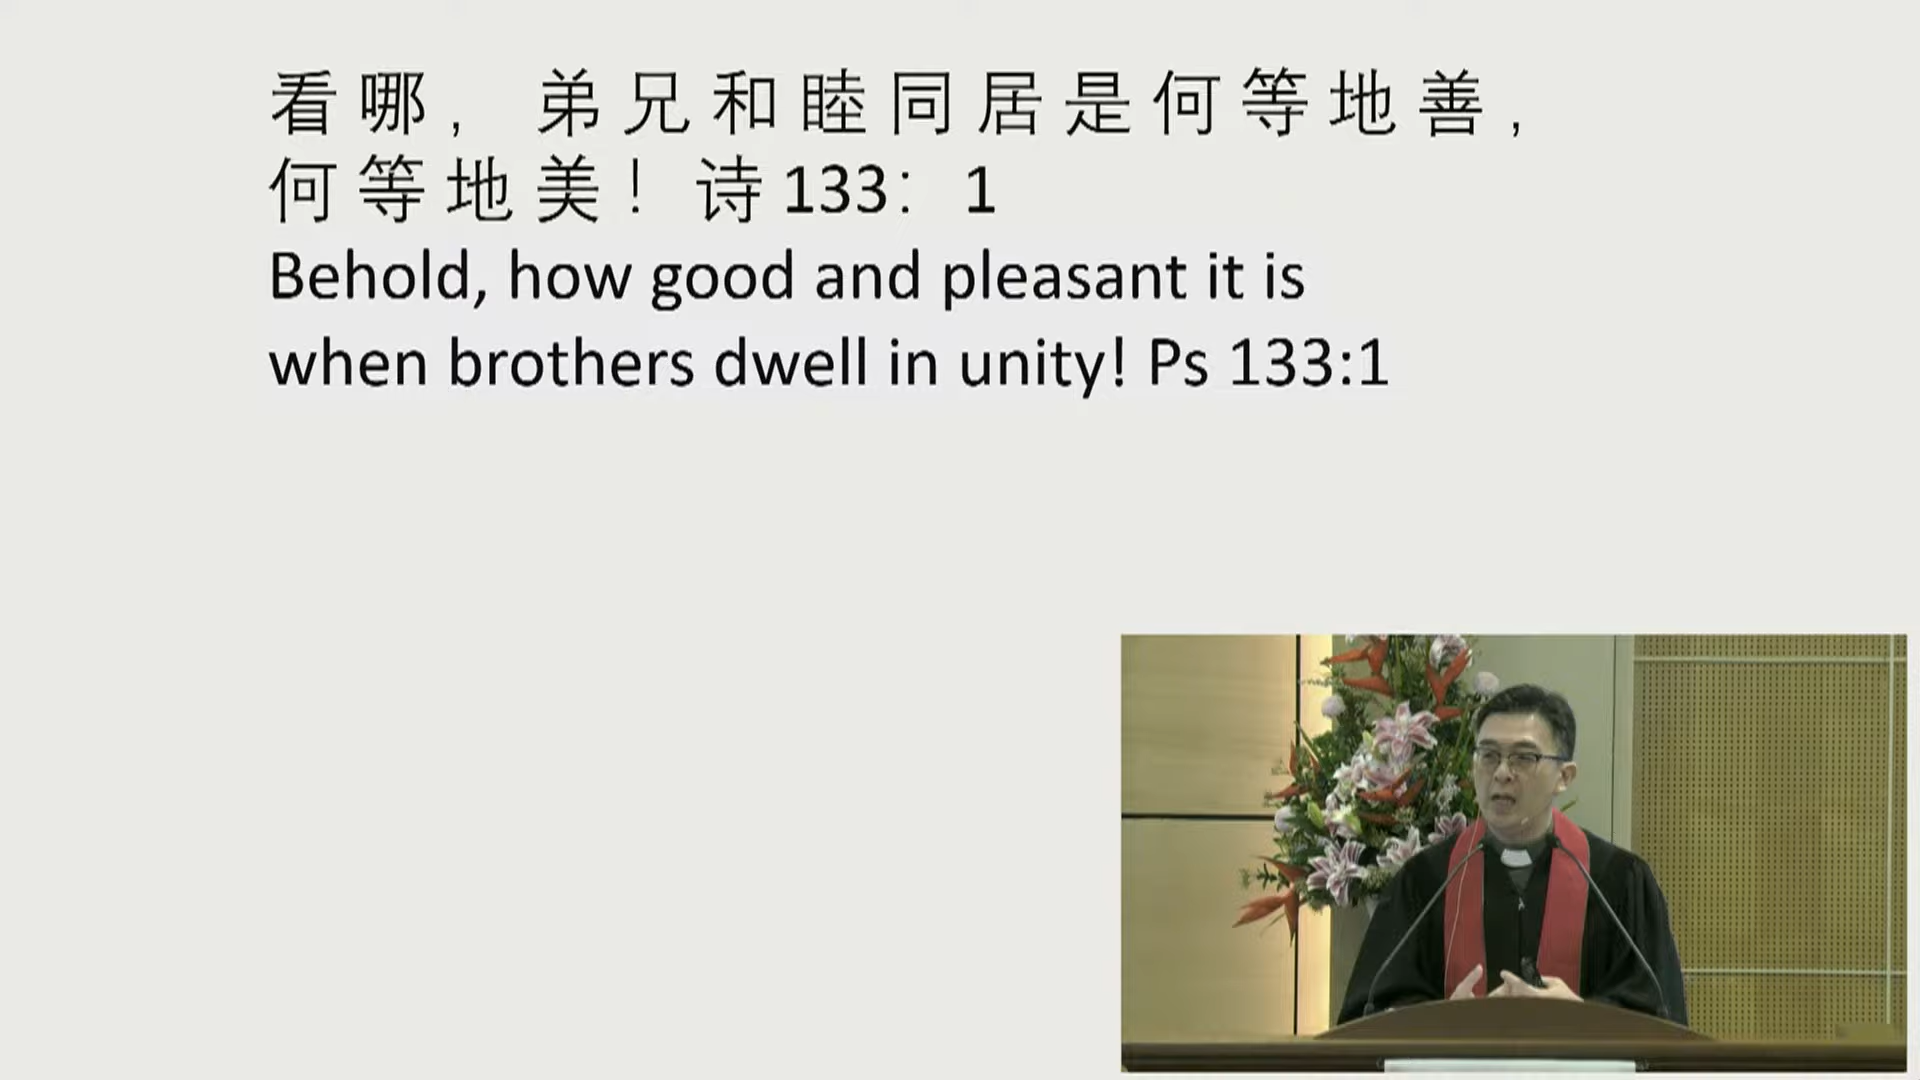 看哪，弟兄和睦同居是何等地善，
何等地美！诗133：1
Behold, how good and pleasant it is
when brothers dwell in unity! Ps 133:1